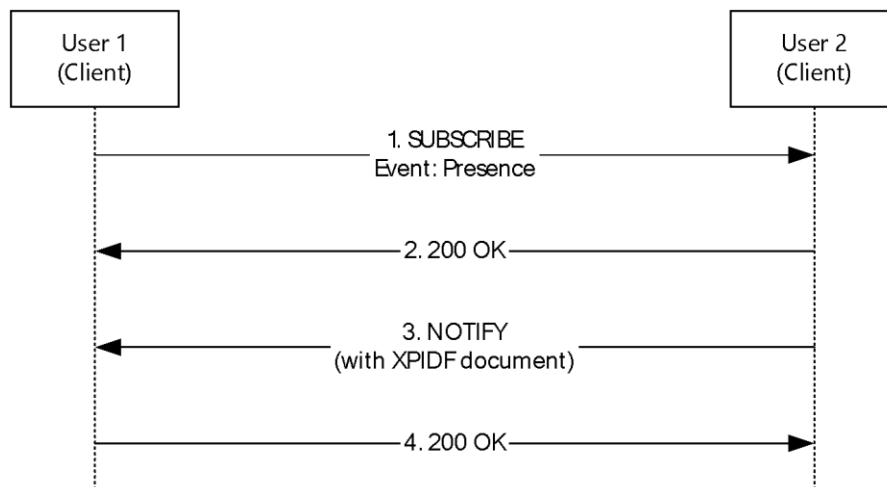 User 1
(Client)
User 2
(Client)
1. SUBSCRIBE
Event: Presence
2. 200 OK
3. NOTIFY
(with XPIDF document)
4. 200 OK